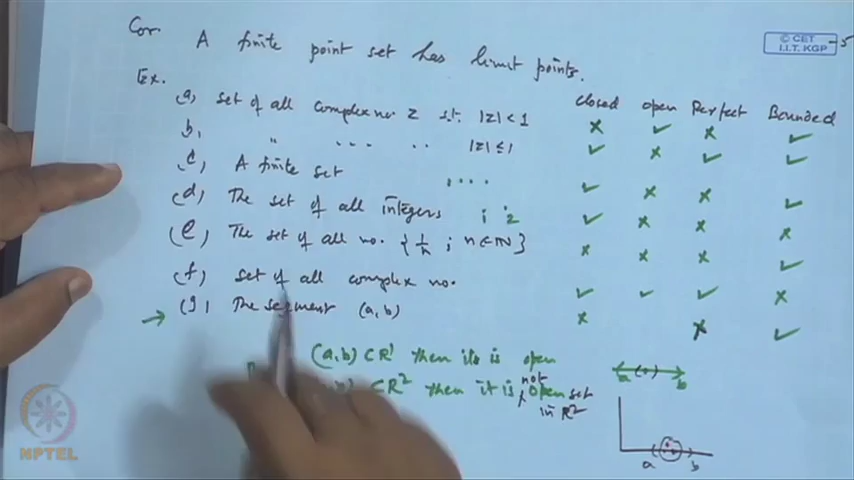 © CET
I.I.T. KGP
Cor. A finite point set has limit points.
Ex. closed open Perfect Bounded
(a) set of all complex no z s.t. |z| < 1 × ✓ × ✓
b, " ... .. |z| ≤ 1 ✓ × ✓ ✓
(c) A finite set , .... ✓ × × ✓
(d) The set of all integers i 2 ✓ × × ×
(e) The set of all no. { 1/n ; n ∈ N } × × × ✓
(f) set of all complex no. ✓ ✓ ✓ ×
→ (g) The segment (a,b) × × ✓
(a,b) ⊂ R¹ then its is open
⊂ R² then it is not open set in R²
a b
a b
NPTEL